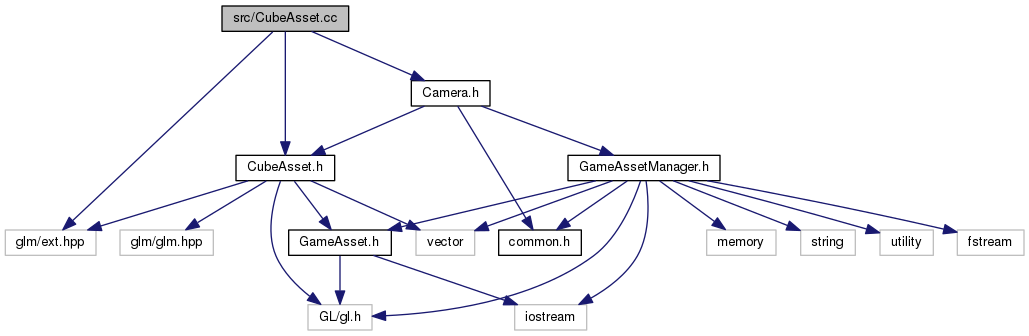 src/CubeAsset.cc
Camera.h
CubeAsset.h
GameAssetManager.h
glm/ext.hpp
glm/glm.hpp
GameAsset.h
vector
common.h
memory
string
utility
fstream
GL/gl.h
iostream